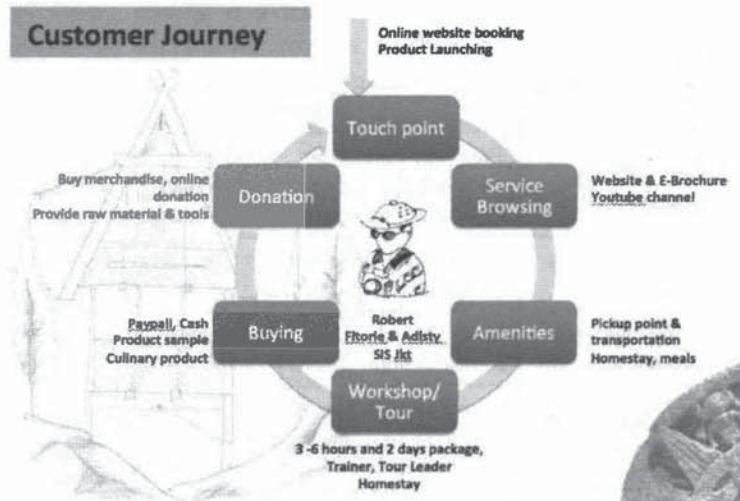 Customer Journey
Online website booking
Product Launching
Touch point
Service
Browsing
Website & E-Brochure
Youtube channel
Amenities
Pickup point &
transportation
Homestay, meals
Workshop/
Tour
3 -6 hours and 2 days package,
Trainer, Tour Leader
Homestay
Buying
Paypall, Cash
Product sample
Culinary product
Donation
Buy merchandise, online
donation
Provide raw material & tools
Robert
Fitorie & Adisty
SIS Jkt